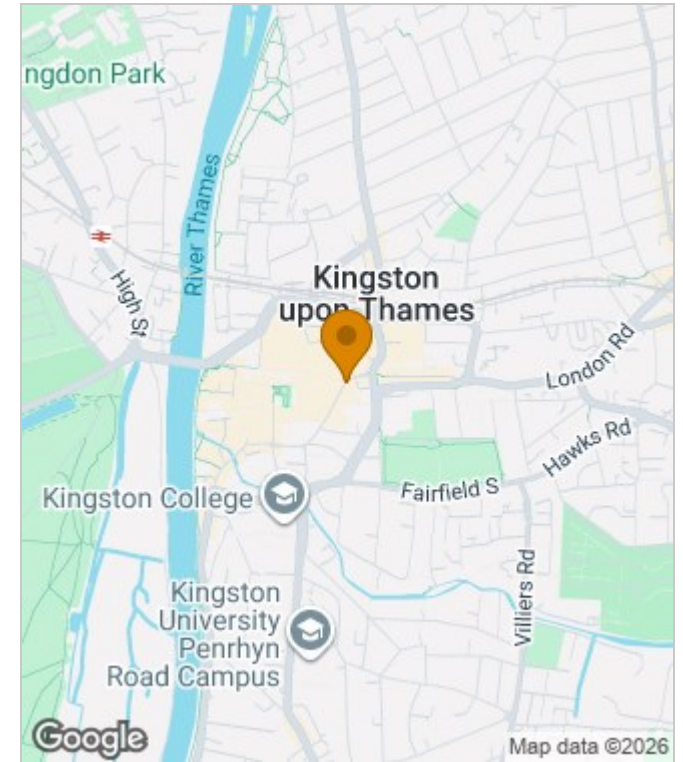 ngdon Park
River Thames
High St
Kingston
upon Thames
London Rd
Hawks Rd
Kingston College
Fairfield S
Villiers Rd
Kingston
University
Penrhyn
Road Campus
Google
Map data ©2026